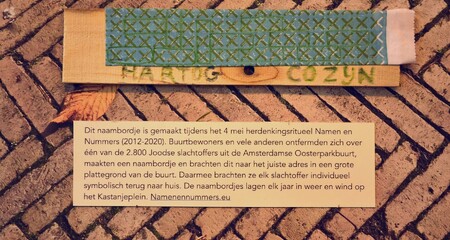 HARTOG COZIJN
Dit naambordje is gemaakt tijdens het 4 mei herdenkingsritueel Namen en
Nummers (2012-2020). Buurtbewoners en vele anderen ontfermden zich over
één van de 2.800 Joodse slachtoffers uit de Amsterdamse Oosterparkbuurt,
maakten een naambordje en brachten dit naar het juiste adres in een grote
plattegrond van de buurt. Daarmee brachten ze elk slachtoffer individueel
symbolisch terug naar huis. De naambordjes lagen elk jaar in weer en wind op
het Kastanjeplein. Namenennummers.eu